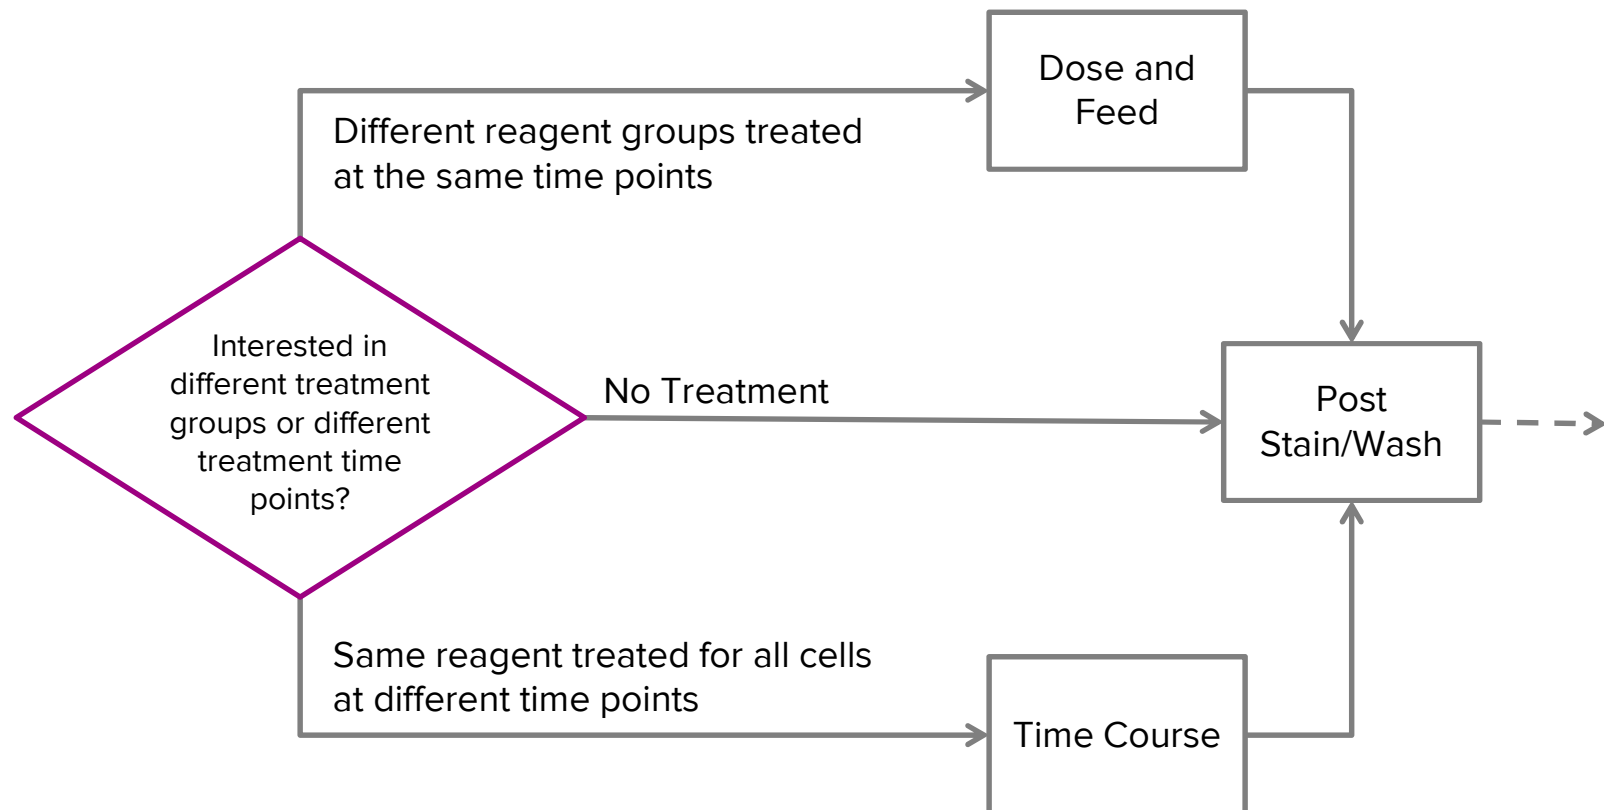 Dose and
Feed
Different reagent groups treated
at the same time points
Interested in
different treatment
groups or different
treatment time
points?
No Treatment
Post
Stain/Wash
Same reagent treated for all cells
at different time points
Time Course